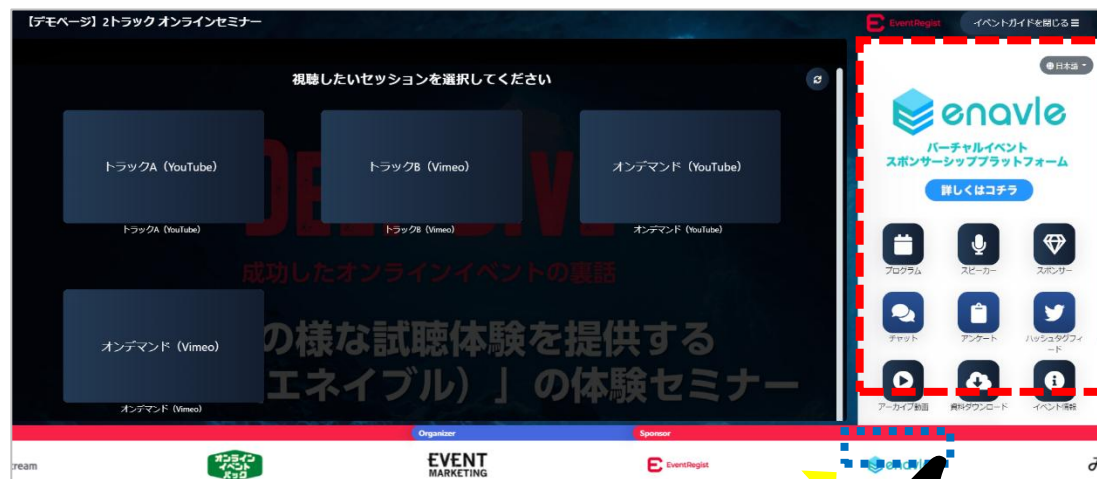 【デモページ】2トラック オンラインセミナー
EventRegist
イベントガイドを閉じる
日本語
視聴したいセッションを選択してください
トラックA（YouTube）
トラックB（Vimeo）
オンデマンド（YouTube）
トラックA（YouTube）
トラックB（Vimeo）
オンデマンド（YouTube）
成功したオンラインイベントの裏話
オンデマンド（Vimeo）
の様な試聴体験を提供する
エネイブル）」の体験セミナー
オンデマンド（Vimeo）
enavle
バーチャルイベント
スポンサーシッププラットフォーム
詳しくはコチラ
プログラム
スピーカー
スポンサー
チャット
アンケート
ハッシュタグフィ
ード
アーカイブ動画
資料ダウンロード
イベント情報
Organizer
Sponsor
ream
オンライン
イベント
パック
EVENT
MARKETING
EventRegist